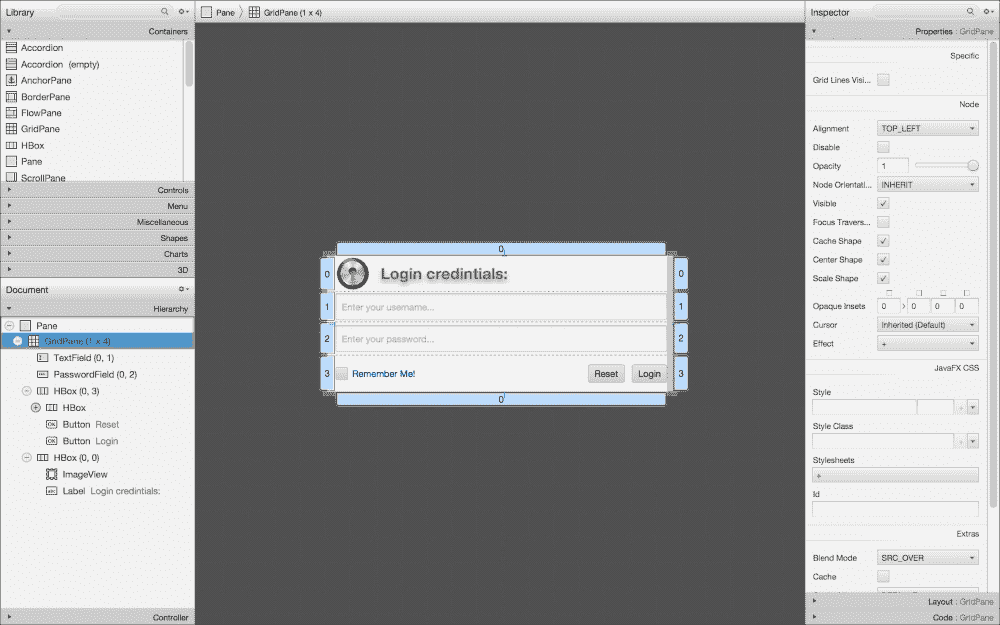 Library
Containers
Accordion
Accordion (empty)
AnchorPane
BorderPane
FlowPane
GridPane
HBox
Pane
ScrollPane
Controls
Menu
Miscellaneous
Shapes
Charts
3D
Document
Hierarchy
Pane
GridPane (1 x 4)
TextField (0, 1)
PasswordField (0, 2)
HBox (0, 3)
HBox
OK Button Reset
OK Button Login
HBox (0, 0)
ImageView
abc Label Login credintials:
Controller
Pane GridPane (1 x 4)
0
0 Login credintials: 0
1 Enter your username... 1
2 Enter your password... 2
3 Remember Me! Reset Login 3
0
Inspector
Properties : GridPane
Specific
Grid Lines Visi...
Node
Alignment TOP_LEFT
Disable
Opacity 1
Node Orientati... INHERIT
Visible
Focus Travers...
Cache Shape
Center Shape
Scale Shape
Opaque Insets 0 > 0 0 0
Cursor Inherited (Default)
Effect +
JavaFX CSS
Style
+
Style Class
+
Stylesheets
+
Id
Extras
Blend Mode SRC_OVER
Cache
Layout : GridPane
Code : GridPane